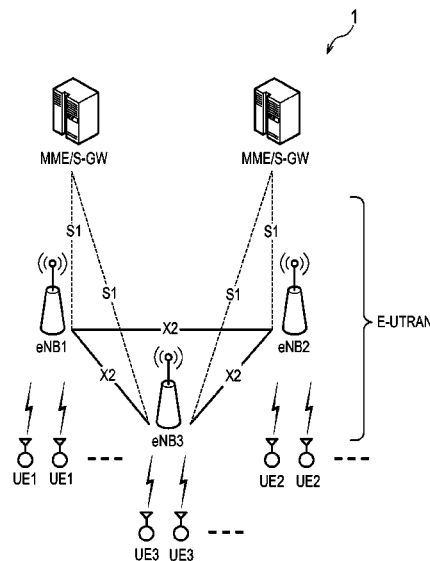 1
MME/S-GW MME/S-GW
S1 S1
S1 S1
E-UTRAN
eNB1 X2 eNB2
X2 X2
eNB3
UE1 UE1 UE2 UE2
UE3 UE3